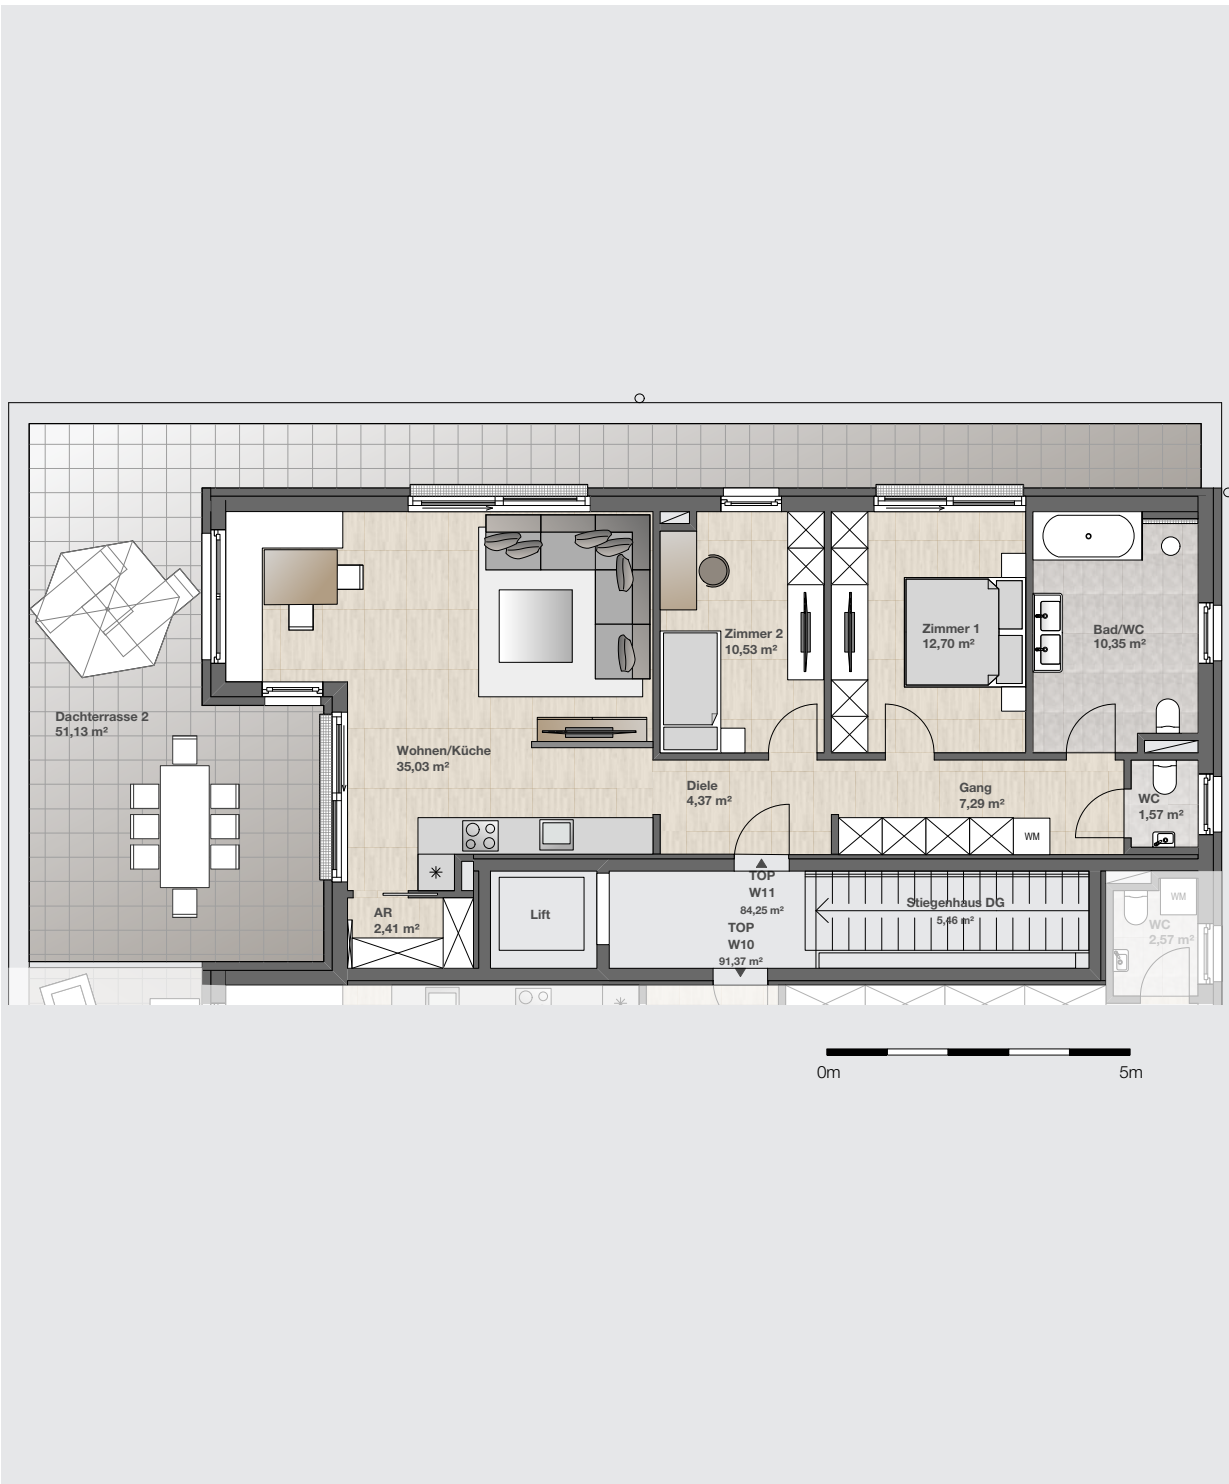 Dachterrasse 2
51,13 m²
Wohnen/Küche
35,03 m²
Zimmer 2
10,53 m²
Zimmer 1
12,70 m²
Bad/WC
10,35 m²
Diele
4,37 m²
Gang
7,29 m²
WC
1,57 m²
WM
AR
2,41 m²
Lift
TOP
W11
84,25 m²
TOP
W10
91,37 m²
Stiegenhaus DG
5,46 m²
WM
WC
2,57 m²
0m
5m